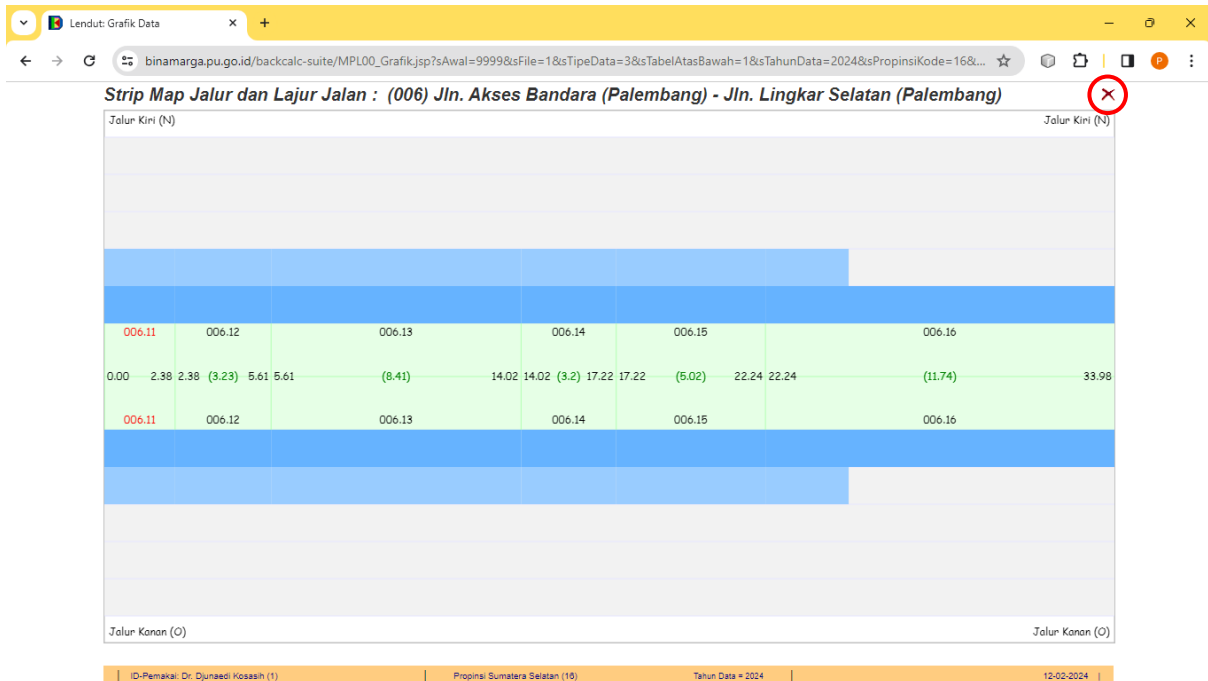 Lendut: Grafik Data
binamarga.pu.go.id/backcalc-suite/MPL00_Grafik.jsp?sAwal=9999&sFile=1&sTipeData=3&sTabelAtasBawah=1&sTahunData=2024&sPropinsiKode=16&...
P
Strip Map Jalur dan Lajur Jalan : (006) Jln. Akses Bandara (Palembang) - Jln. Lingkar Selatan (Palembang)
Jalur Kiri (N) Jalur Kiri (N)
006.11 006.12 006.13 006.14 006.15 006.16
0.00 2.38 2.38 (3.23) 5.61 5.61 (8.41) 14.02 14.02 (3.2) 17.22 17.22 (5.02) 22.24 22.24 (11.74) 33.98
006.11 006.12 006.13 006.14 006.15 006.16
Jalur Kanan (O) Jalur Kanan (O)
| ID-Pemakai: Dr. Djunaedi Kosasih (1) | Propinsi Sumatera Selatan (16) Tahun Data = 2024 | 12-02-2024 |